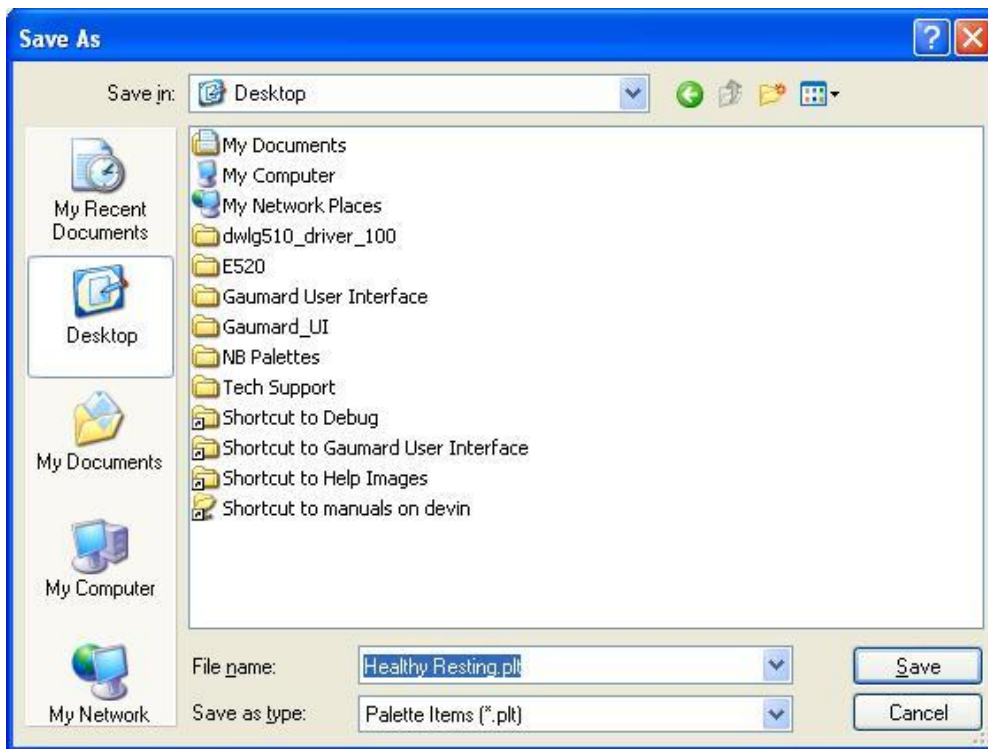 Save As
Save in:
Desktop
My Recent
Documents
Desktop
My Documents
My Computer
My Network
My Documents
My Computer
My Network Places
dwlg510_driver_100
E520
Gaumard User Interface
Gaumard_UI
NB Palettes
Tech Support
Shortcut to Debug
Shortcut to Gaumard User Interface
Shortcut to Help Images
Shortcut to manuals on devin
File name:
Healthy Resting.plt
Save
Save as type:
Palette Items (*.plt)
Cancel